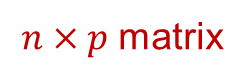 n × p matrix